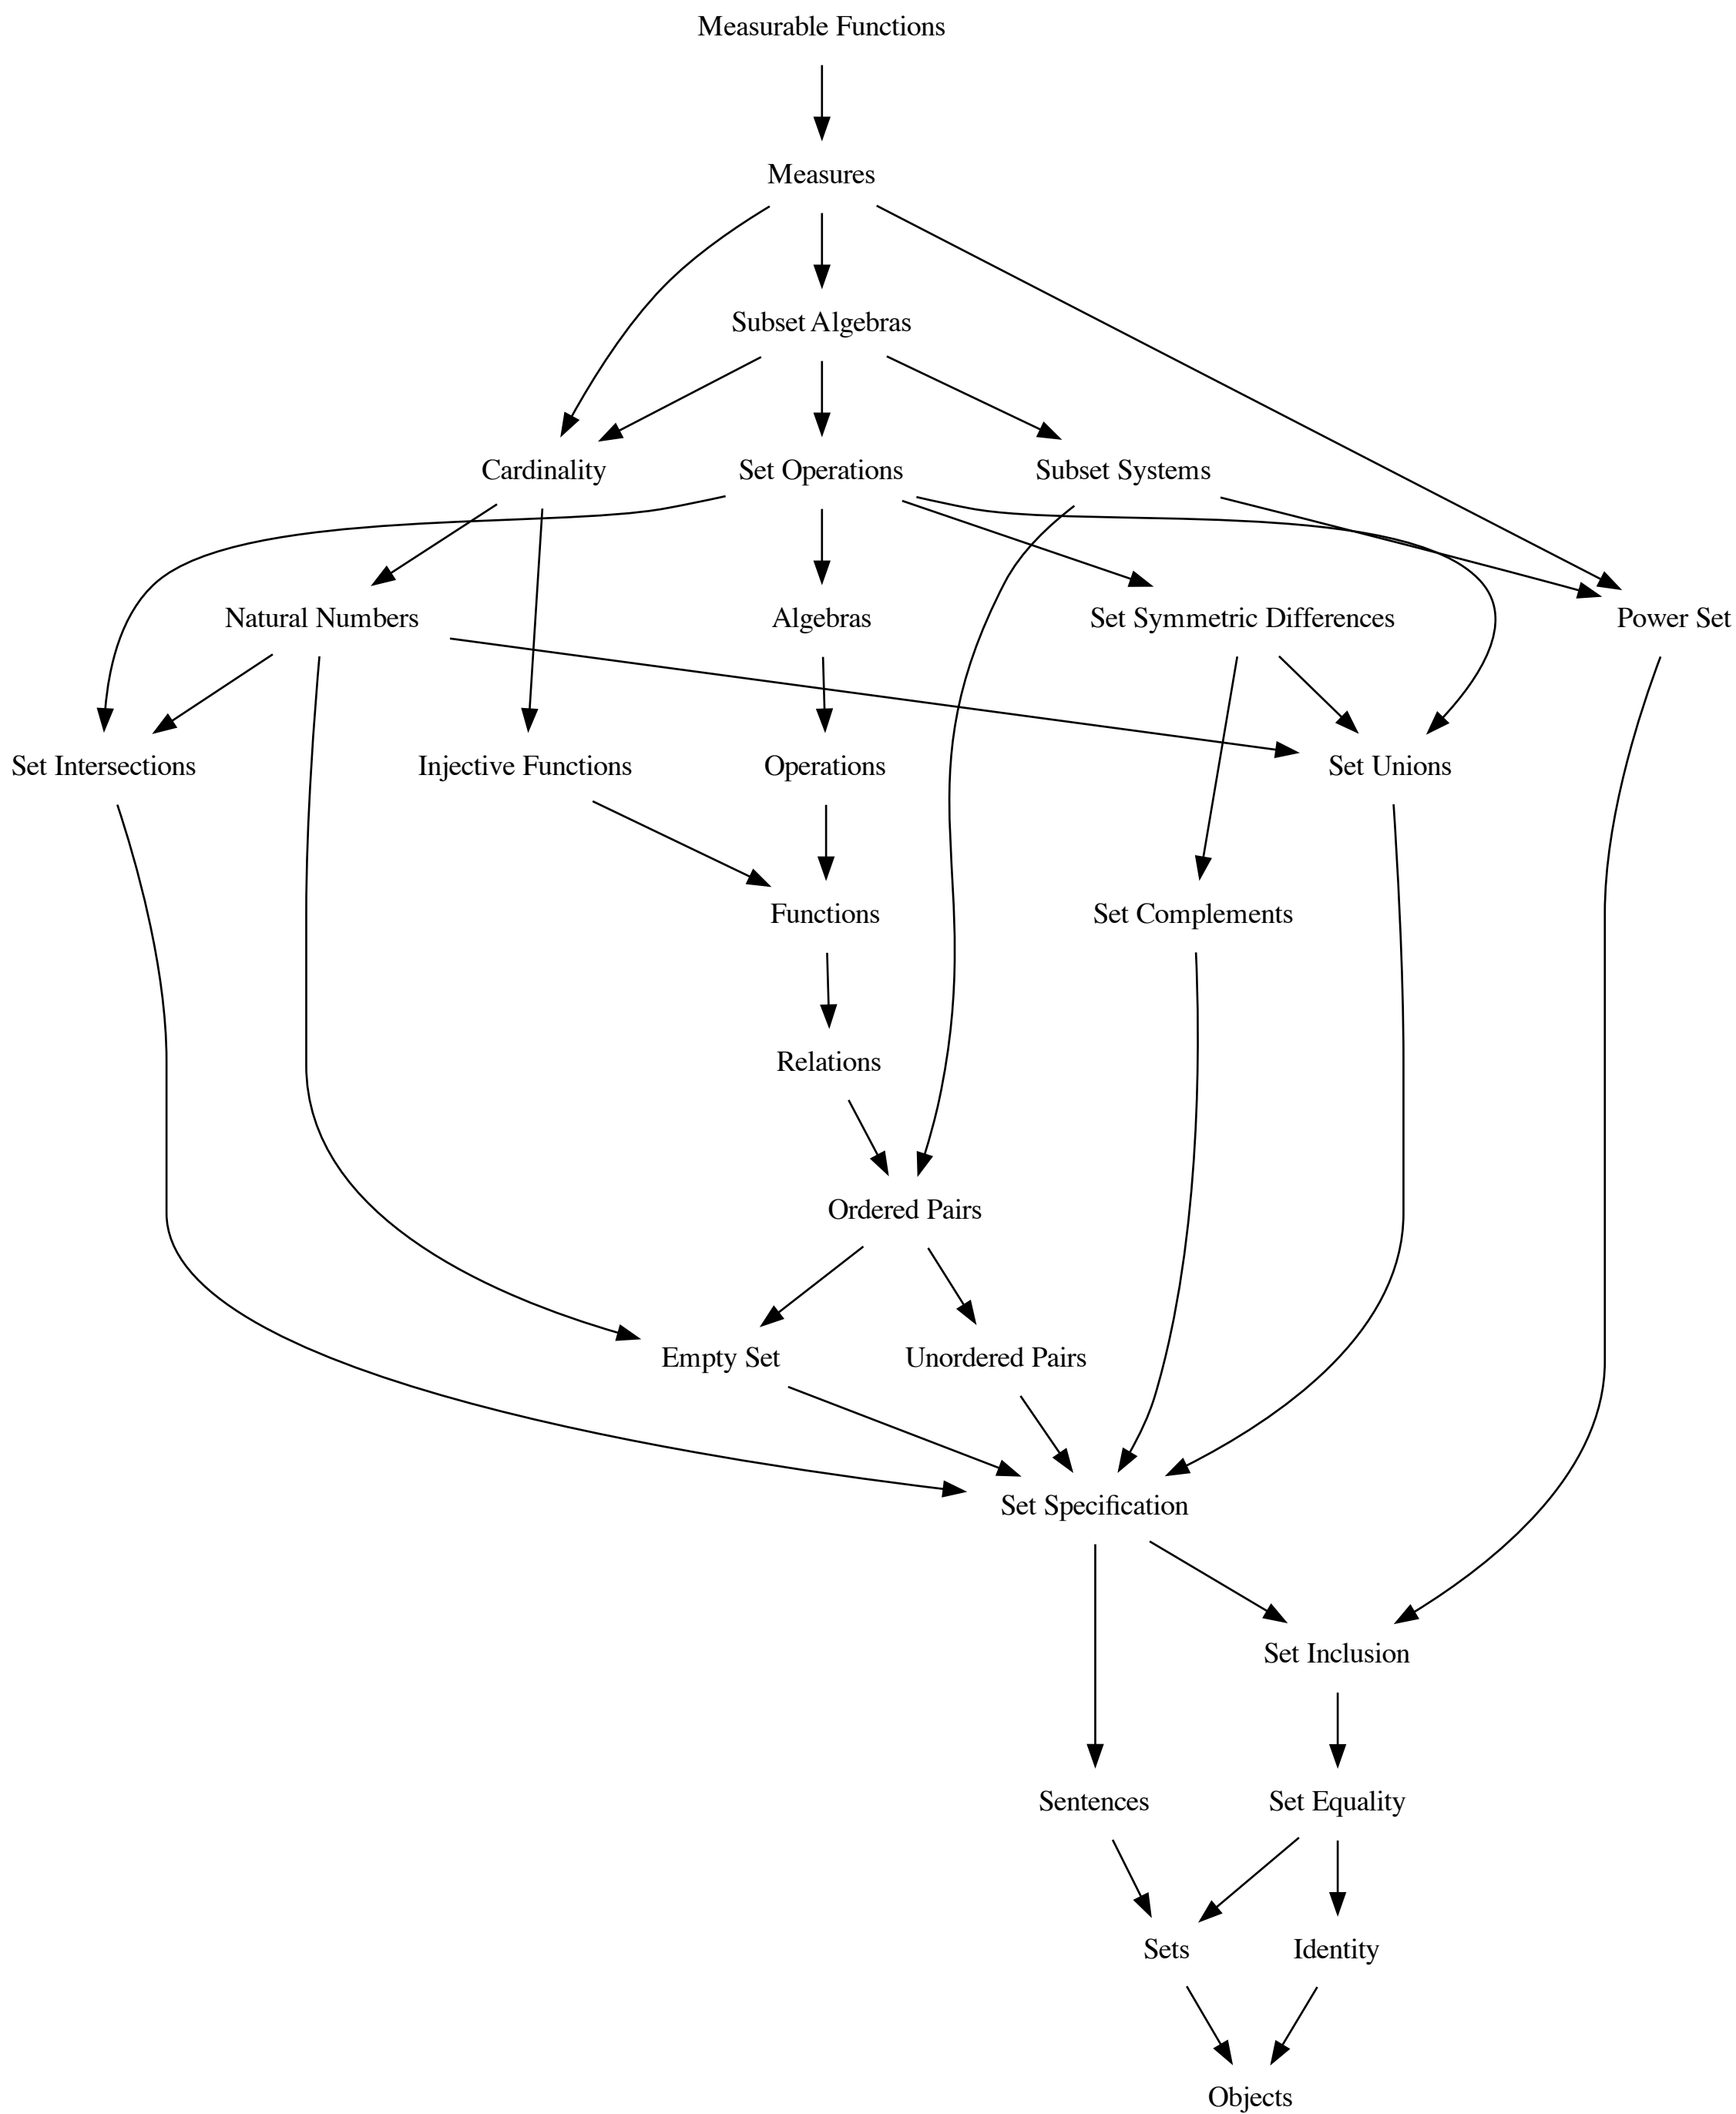 Measurable Functions
Measures
Subset Algebras
Cardinality
Set Operations
Subset Systems
Natural Numbers
Algebras
Set Symmetric Differences
Power Set
Set Intersections
Injective Functions
Operations
Set Unions
Functions
Set Complements
Relations
Ordered Pairs
Empty Set
Unordered Pairs
Set Specification
Set Inclusion
Sentences
Set Equality
Sets
Identity
Objects